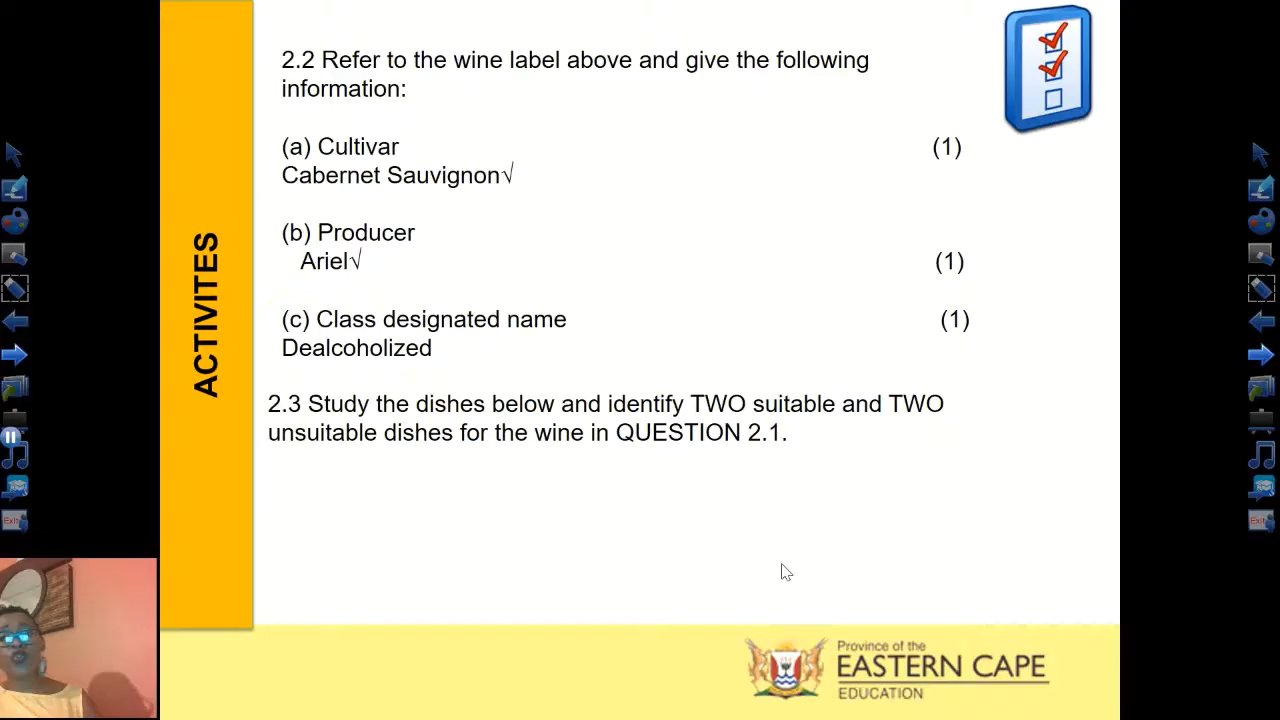 2.2 Refer to the wine label above and give the following
information:
(a) Cultivar (1)
Cabernet Sauvignon√
(b) Producer
Ariel√ (1)
(c) Class designated name (1)
Dealcoholized
2.3 Study the dishes below and identify TWO suitable and TWO
unsuitable dishes for the wine in QUESTION 2.1.
ACTIVITES
Province of the
EASTERN CAPE
EDUCATION
Exit
Exit